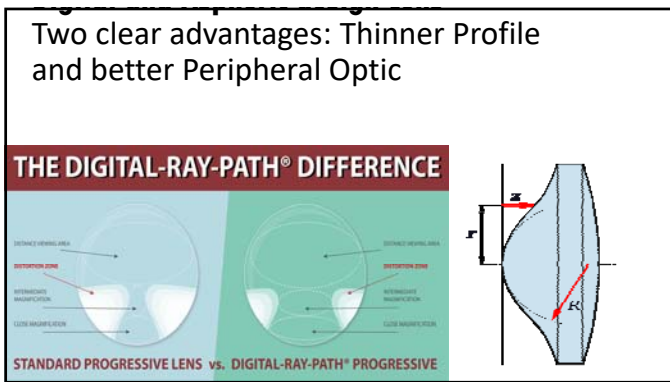 Two clear advantages: Thinner Profile
and better Peripheral Optic
THE DIGITAL-RAY-PATH® DIFFERENCE
DISTANCE VIEWING AREA
DISTORTION ZONE
INTERMEDIATE
MAGNIFICATION
CLOSE MAGNIFICATION
DISTANCE VIEWING AREA
DISTORTION ZONE
INTERMEDIATE
MAGNIFICATION
CLOSE MAGNIFICATION
STANDARD PROGRESSIVE LENS vs. DIGITAL-RAY-PATH® PROGRESSIVE
z
h
R